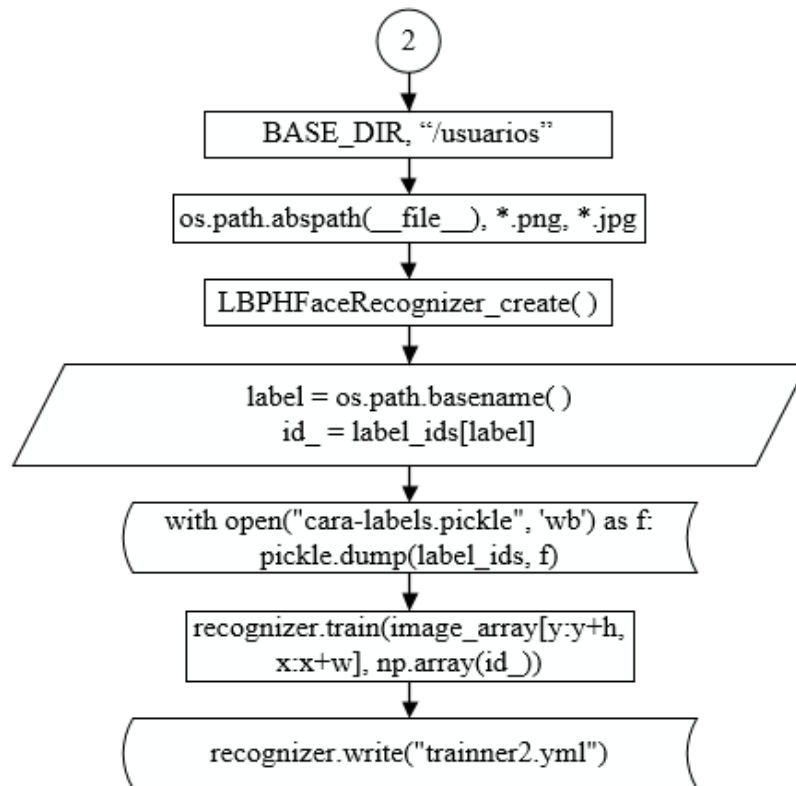 2
BASE_DIR, “/usuarios”
os.path.abspath(__file__), *.png, *.jpg
LBPHFaceRecognizer_create( )
label = os.path.basename( )
id_ = label_ids[label]
with open("cara-labels.pickle", 'wb') as f:
pickle.dump(label_ids, f)
recognizer.train(image_array[y:y+h,
x:x+w], np.array(id_))
recognizer.write("trainner2.yml")